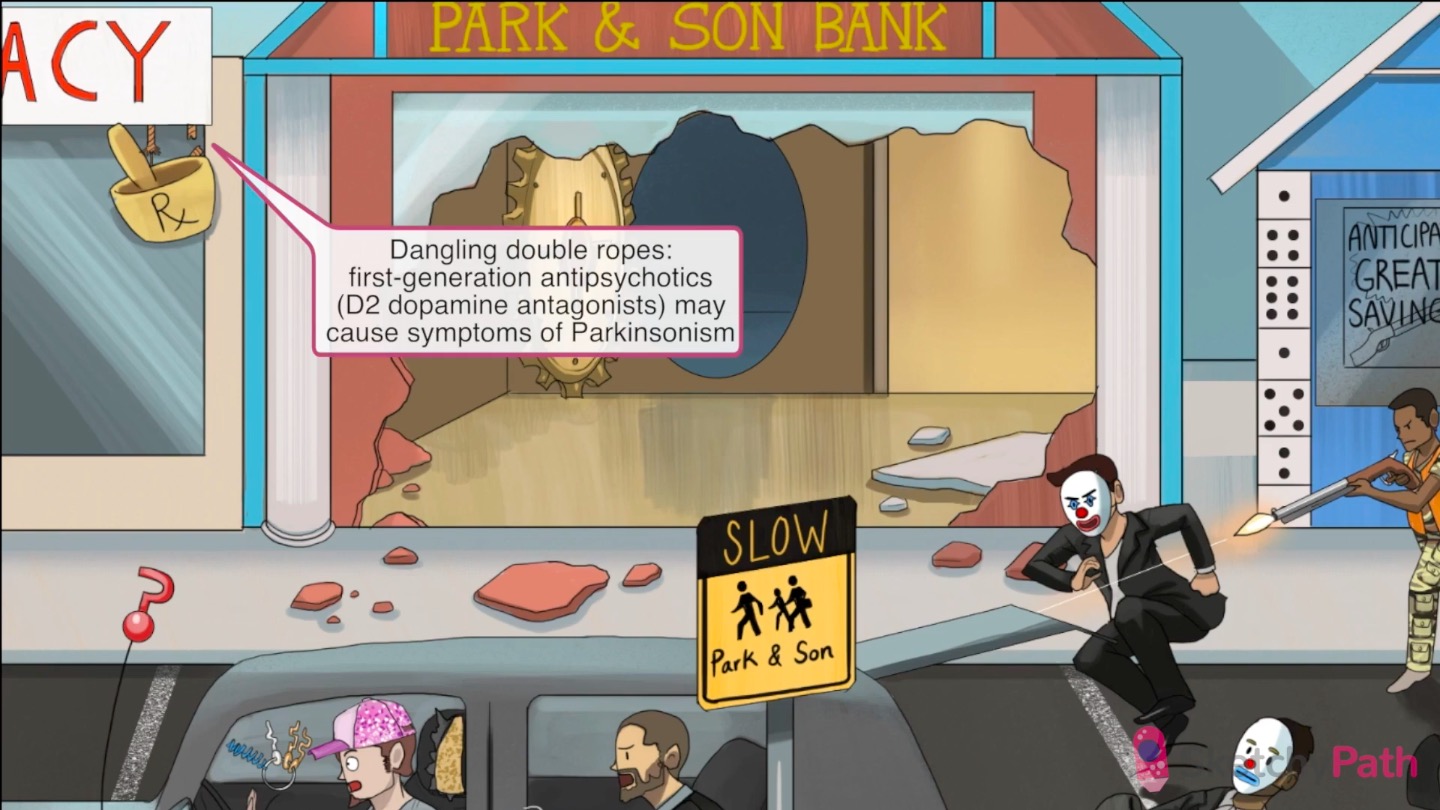 PARK & SON BANK
ACY
Rx
Dangling double ropes:
first-generation antipsychotics
(D2 dopamine antagonists) may
cause symptoms of Parkinsonism
ANTICIPA
GREAT
SAVING
SLOW
Park & Son
Path